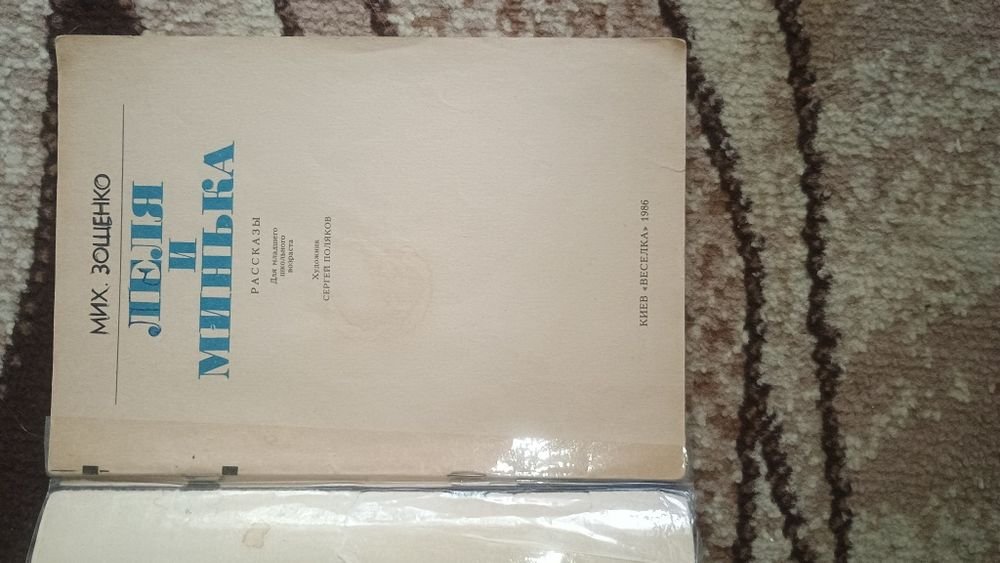 МИХ. ЗОЩЕНКО
ЛЕЛЯ
И
МИНЬКА
РАССКАЗЫ
Для младшего
школьного
возраста
Художник
СЕРГЕЙ ПОЛЯКОВ
КИЕВ «ВЕСЕЛКА» 1986